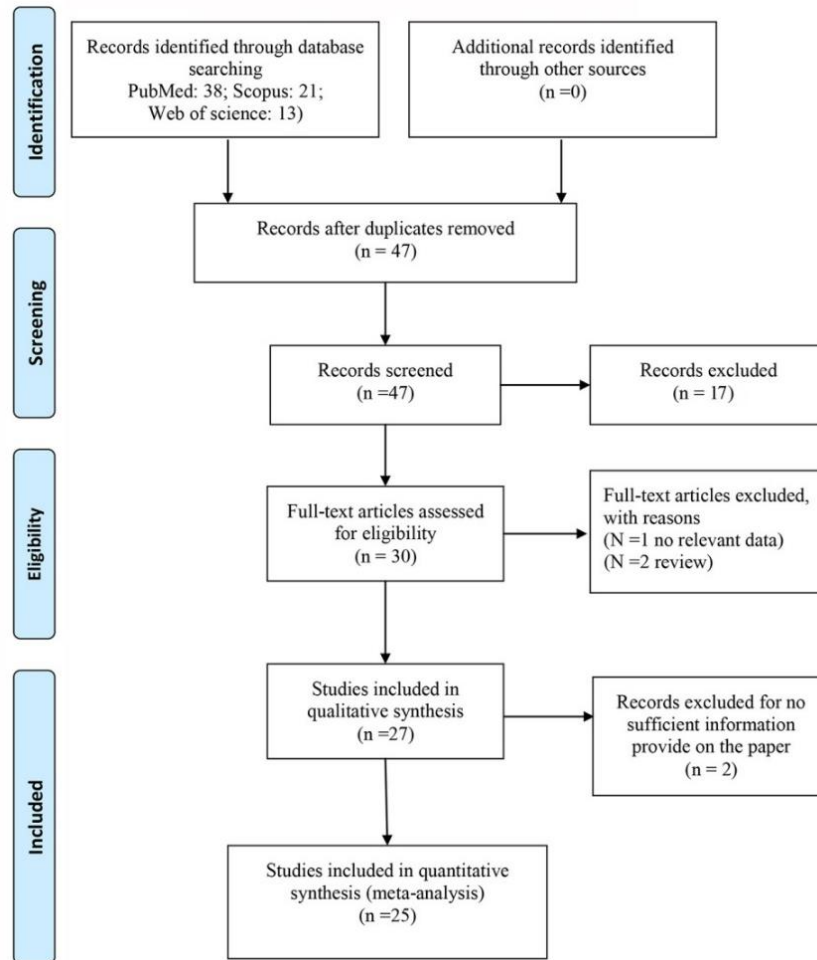 Identification
Records identified through database
searching
PubMed: 38; Scopus: 21;
Web of science: 13)
Additional records identified
through other sources
(n =0)
Records after duplicates removed
(n = 47)
Screening
Records screened
(n =47)
Records excluded
(n = 17)
Eligibility
Full-text articles assessed
for eligibility
(n = 30)
Full-text articles excluded,
with reasons
(N =1 no relevant data)
(N =2 review)
Included
Studies included in
qualitative synthesis
(n =27)
Records excluded for no
sufficient information
provide on the paper
(n = 2)
Studies included in quantitative
synthesis (meta-analysis)
(n =25)